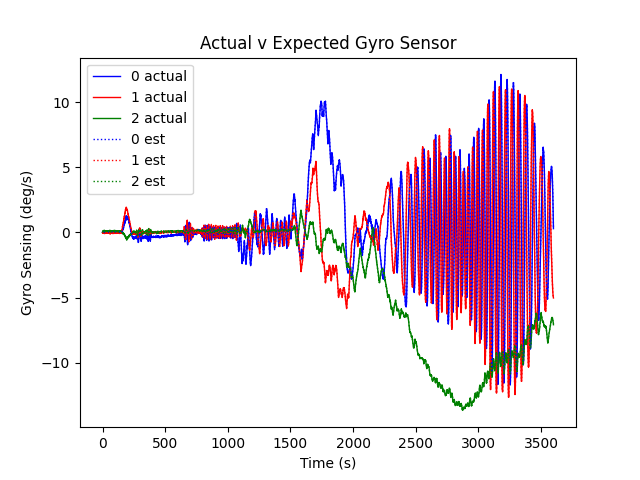 Actual v Expected Gyro Sensor
0 actual
1 actual
2 actual
0 est
1 est
2 est
10
5
0
−5
−10
Gyro Sensing (deg/s)
0 500 1000 1500 2000 2500 3000 3500
Time (s)